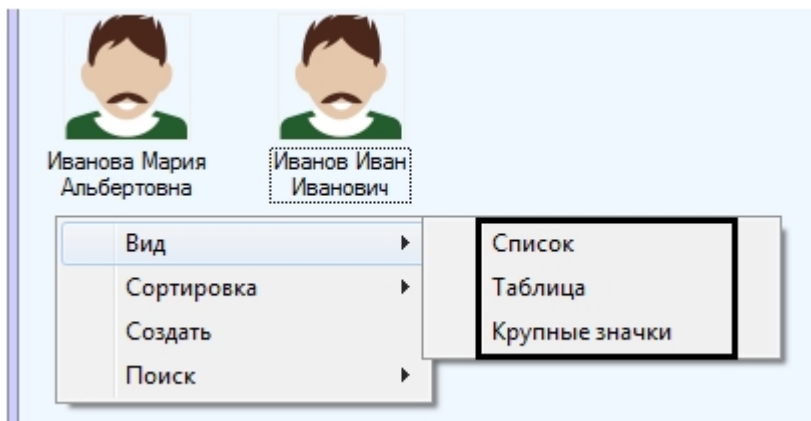 Иванова Мария
Альбертовна
Иванов Иван
Иванович
Вид
Сортировка
Создать
Поиск
Список
Таблица
Крупные значки